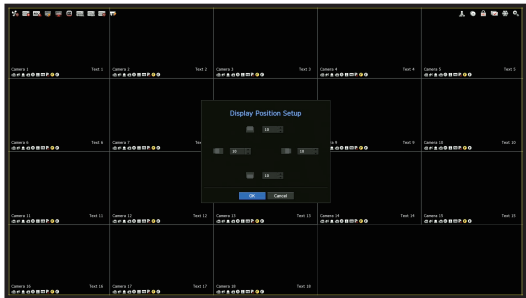 Camera 1 Text 1 Camera 2 Text 2 Camera 3 Text 3 Camera 4 Text 4 Camera 5 Text 5
Display Position Setup
10
10 10
10
OK Cancel
Camera 6 Text 6 Camera 7 Text 9 Camera 10 Text 10
Camera 11 Text 11 Camera 12 Text 12 Camera 13 Text 13 Camera 14 Text 14 Camera 15 Text 15
Camera 16 Text 16 Camera 17 Text 17 Camera 18 Text 18